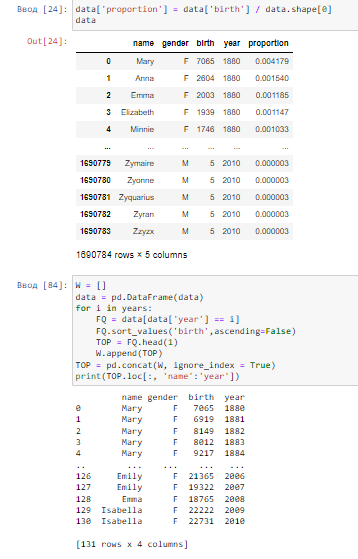 Ввод [24]: data['proportion'] = data['birth'] / data.shape[0]
data
Out[24]:
name gender birth year proportion
0 Mary F 7065 1880 0.004179
1 Anna F 2604 1880 0.001540
2 Emma F 2003 1880 0.001185
3 Elizabeth F 1939 1880 0.001147
4 Minnie F 1746 1880 0.001033
... ... ... ... ... ...
1690779 Zymaire M 5 2010 0.000003
1690780 Zyonne M 5 2010 0.000003
1690781 Zyquarius M 5 2010 0.000003
1690782 Zyran M 5 2010 0.000003
1690783 Zzyzx M 5 2010 0.000003
1690784 rows × 5 columns
Ввод [84]: W = []
data = pd.DataFrame(data)
for i in years:
    FQ = data[data['year'] == i]
    FQ.sort_values('birth',ascending=False)
    TOP = FQ.head(1)
    W.append(TOP)
TOP = pd.concat(W, ignore_index = True)
print(TOP.loc[:, 'name':'year'])
name gender birth year
0 Mary F 7065 1880
1 Mary F 6919 1881
2 Mary F 8149 1882
3 Mary F 8012 1883
4 Mary F 9217 1884
.. ... ... ... ...
126 Emily F 21365 2006
127 Emily F 19322 2007
128 Emma F 18765 2008
129 Isabella F 22222 2009
130 Isabella F 22731 2010
[131 rows x 4 columns]